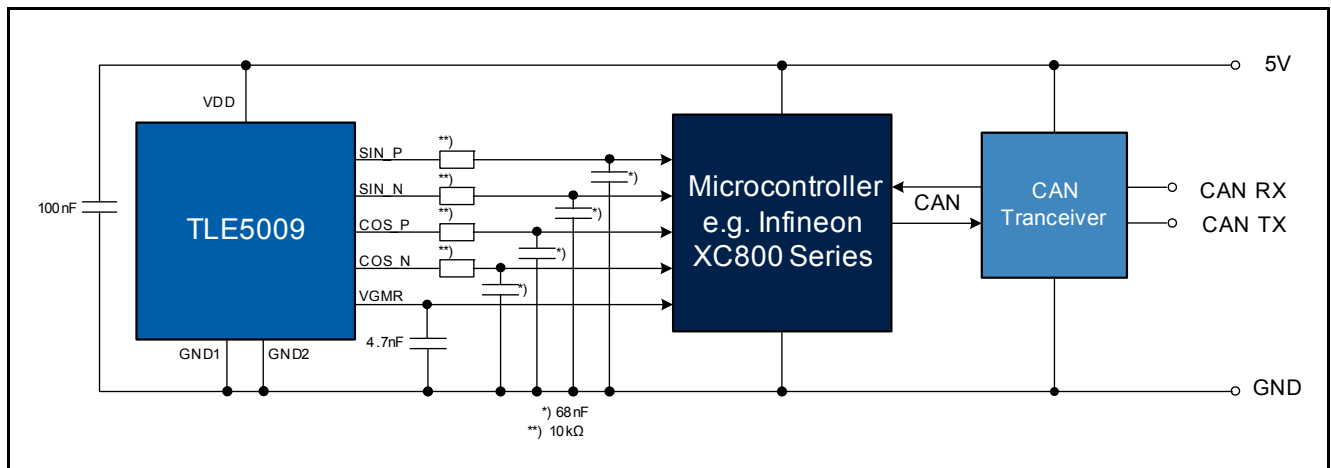 5V
VDD
**)
SIN_P
*)
**)
SIN_N
*)
**)
COS_P
*)
**)
COS_N
*)
VGMR
100nF
TLE5009
4.7nF
GND1
GND2
Microcontroller
e.g. Infineon
XC800 Series
CAN
CAN
Tranceiver
CAN RX
CAN TX
GND
*) 68nF
**) 10kΩ